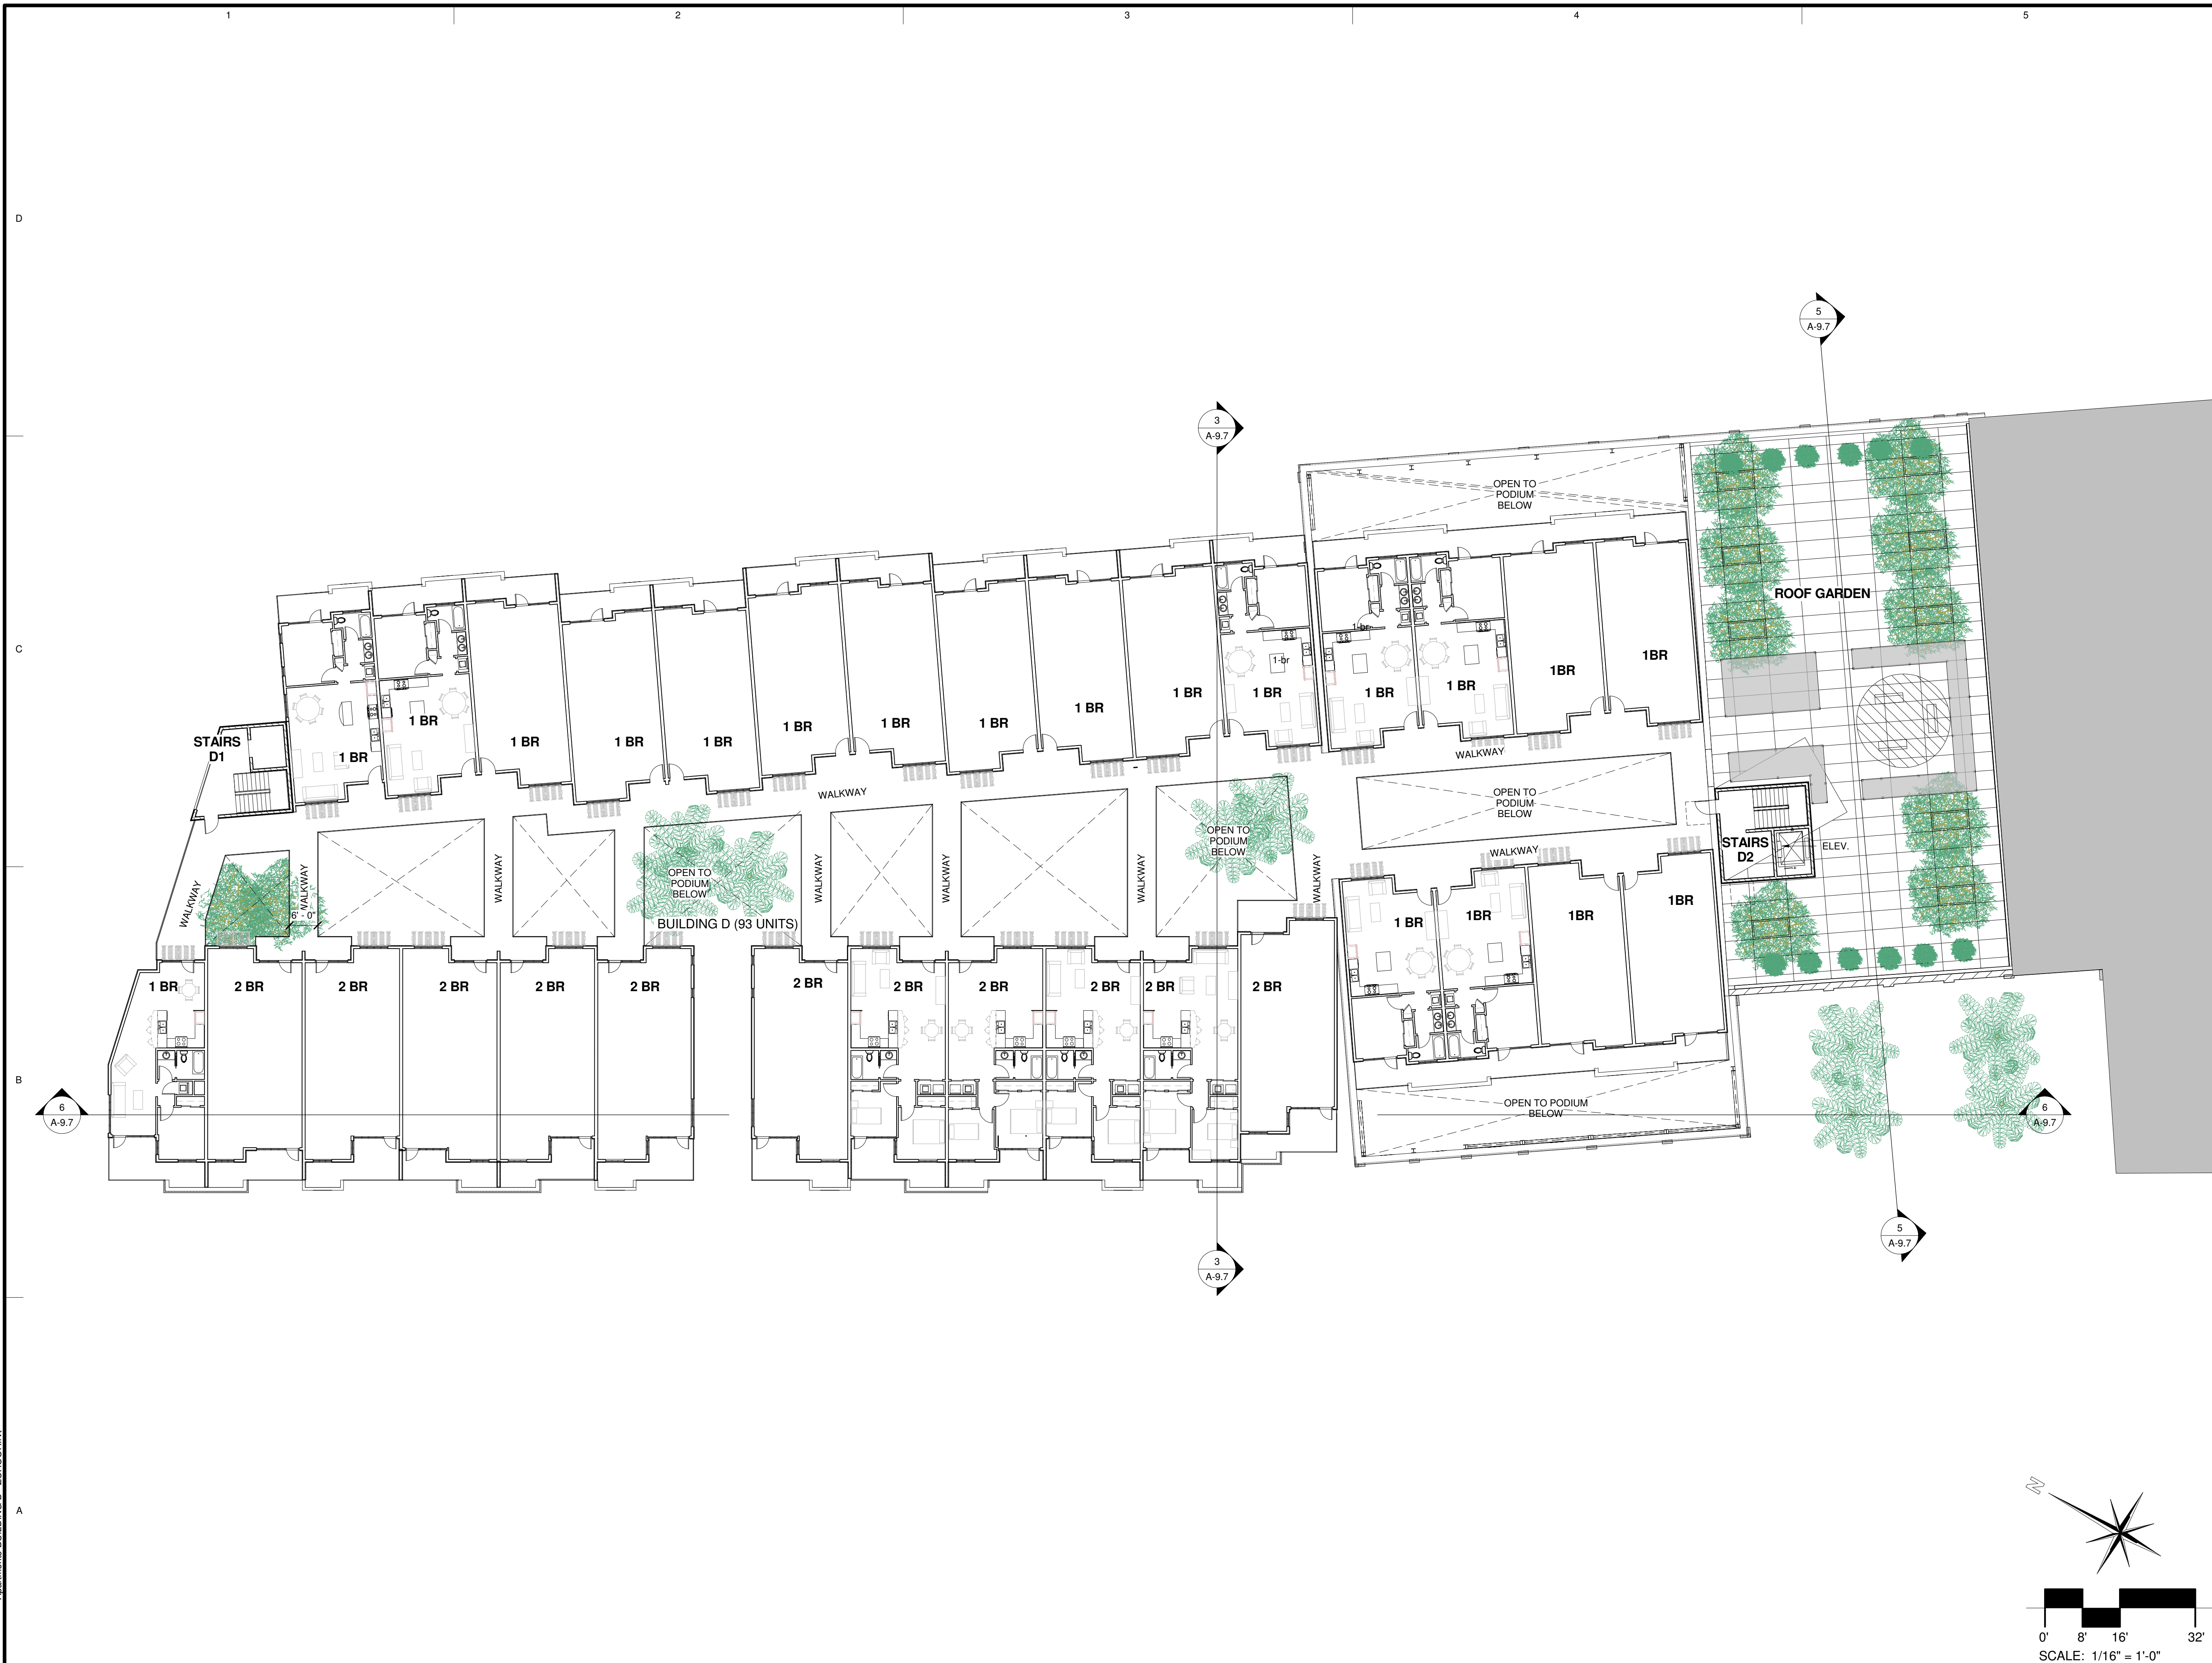 1
2
3
4
5
D
C
B
A
5
A-9.7
3
A-9.7
OPEN TO
PODIUM
BELOW
ROOF GARDEN
1-br
1-br
1BR
1BR
1 BR
1 BR
1 BR
1 BR
1 BR
1 BR
1 BR
1 BR
1 BR
1 BR
1 BR
1 BR
1 BR
STAIRS
D1
WALKWAY
WALKWAY
OPEN TO
PODIUM
BELOW
OPEN TO
PODIUM
BELOW
STAIRS
D2
ELEV.
WALKWAY
WALKWAY
WALKWAY
WALKWAY
WALKWAY
WALKWAY
WALKWAY
WALKWAY
OPEN TO
PODIUM
BELOW
6' - 0"
BUILDING D (93 UNITS)
1 BR
1BR
1BR
1BR
1 BR
2 BR
2 BR
2 BR
2 BR
2 BR
2 BR
2 BR
2 BR
2 BR
2 BR
2 BR
6
A-9.7
OPEN TO PODIUM
BELOW
6
A-9.7
5
A-9.7
3
A-9.7
N
0'
8'
16'
32'
SCALE: 1/16" = 1'-0"